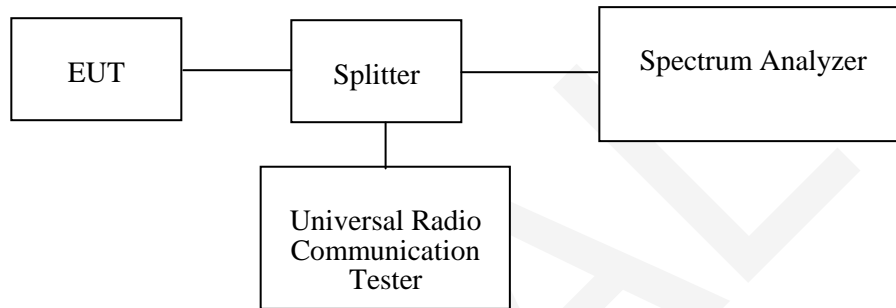 EUT
Splitter
Spectrum Analyzer
Universal Radio
Communication
Tester